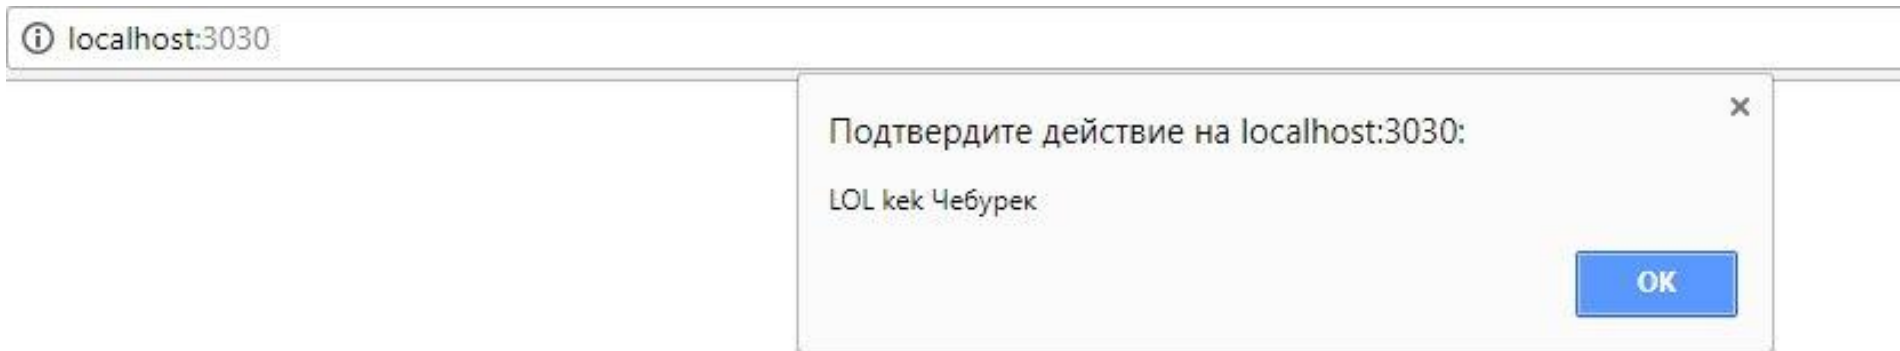 localhost:3030
Подтвердите действие на localhost:3030:
LOL kek Чебурек
OK